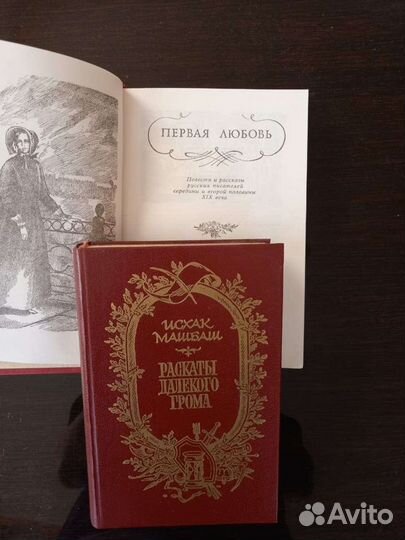 ПЕРВАЯ ЛЮБОВЬ
Повести и рассказы
русских писателей
середины и второй половины
XIX века
ИСХАК
МАШБАШ
РАСКАТЫ
ДАЛЕКОГО
ГРОМА
Avito